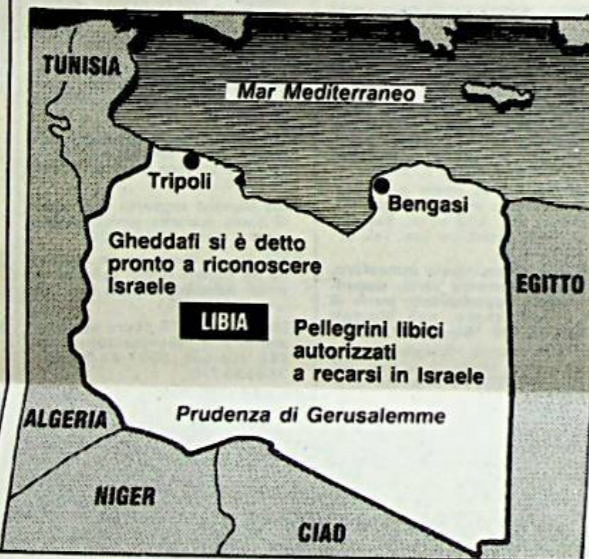 TUNISIA
Mar Mediterraneo
Tripoli
Bengasi
Gheddafi si è detto
pronto a riconoscere
Israele
EGITTO
LIBIA
Pellegrini libici
autorizzati
a recarsi in Israele
ALGERIA
Prudenza di Gerusalemme
NIGER
CIAD